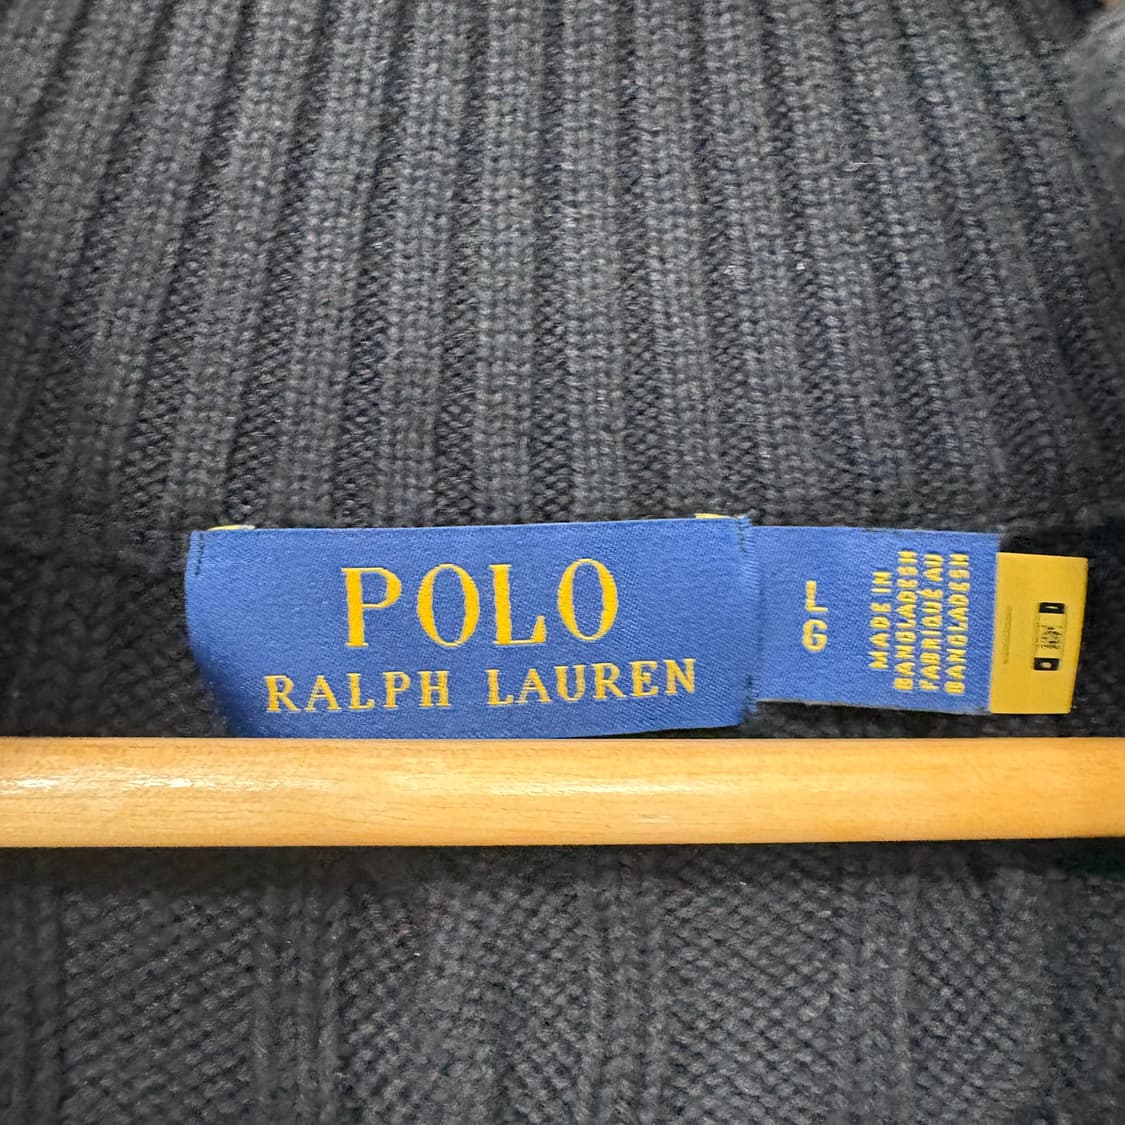 POLO
RALPH LAUREN
L
G
MADE IN
BANGLADESH
FABRIQUÉ AU
BANGLADESH